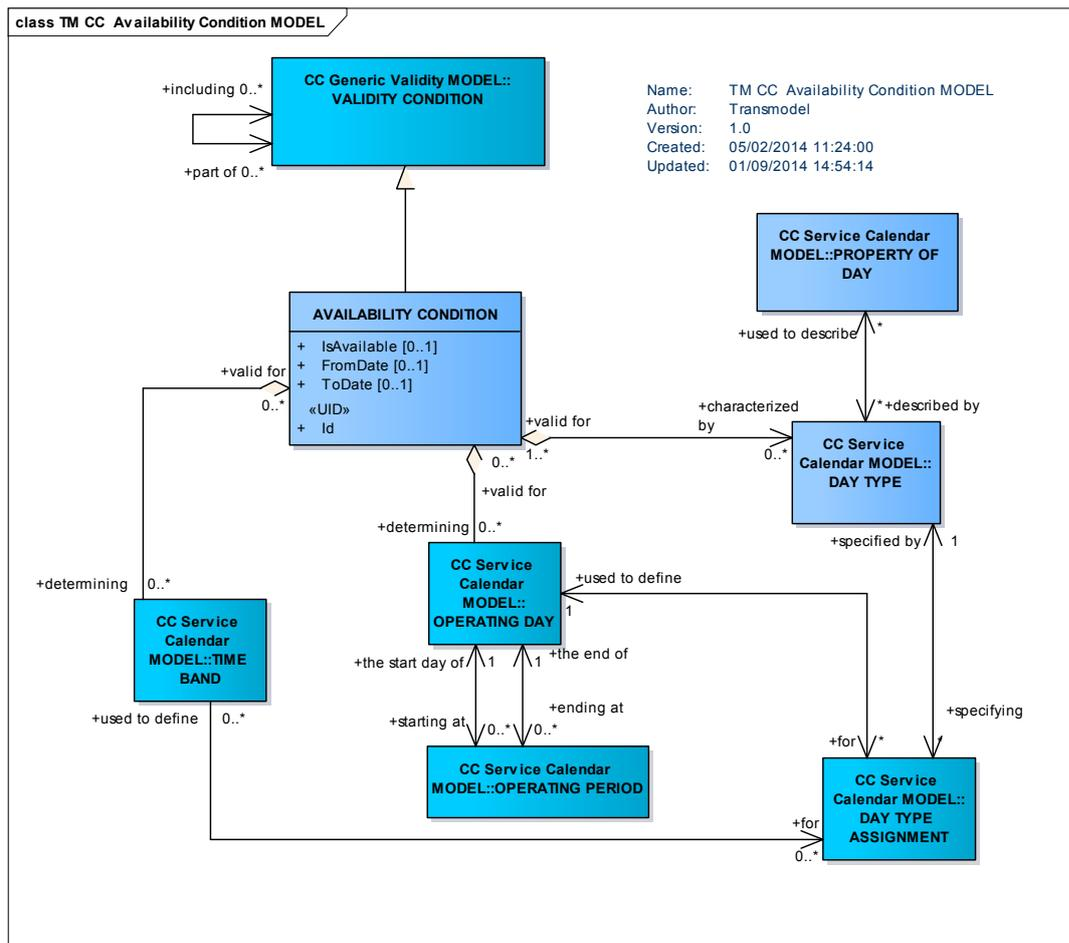 class TM CC  Availability Condition MODEL
CC Generic Validity MODEL::
VALIDITY CONDITION
+including 0..*
+part of 0..*
Name: TM CC  Availability Condition MODEL
Author: Transmodel
Version: 1.0
Created: 05/02/2014 11:24:00
Updated: 01/09/2014 14:54:14
CC Service Calendar
MODEL::PROPERTY OF
DAY
+used to describe *
* +described by
AVAILABILITY CONDITION
+ IsAvailable [0..1]
+ FromDate [0..1]
+ ToDate [0..1]
«UID»
+ Id
+valid for
0..*
+valid for
1..*
+characterized
by
0..*
CC Service
Calendar MODEL::
DAY TYPE
0..*
+valid for
+determining 0..*
+specified by 1
CC Service
Calendar
MODEL::
OPERATING DAY
+used to define
1
+determining 0..*
CC Service
Calendar
MODEL::TIME
BAND
+the start day of 1
1 +the end of
+used to define 0..*
+starting at 0..*
+ending at
0..*
+specifying
*
+for *
CC Service Calendar
MODEL::OPERATING PERIOD
CC Service
Calendar MODEL::
DAY TYPE
ASSIGNMENT
+for
0..*